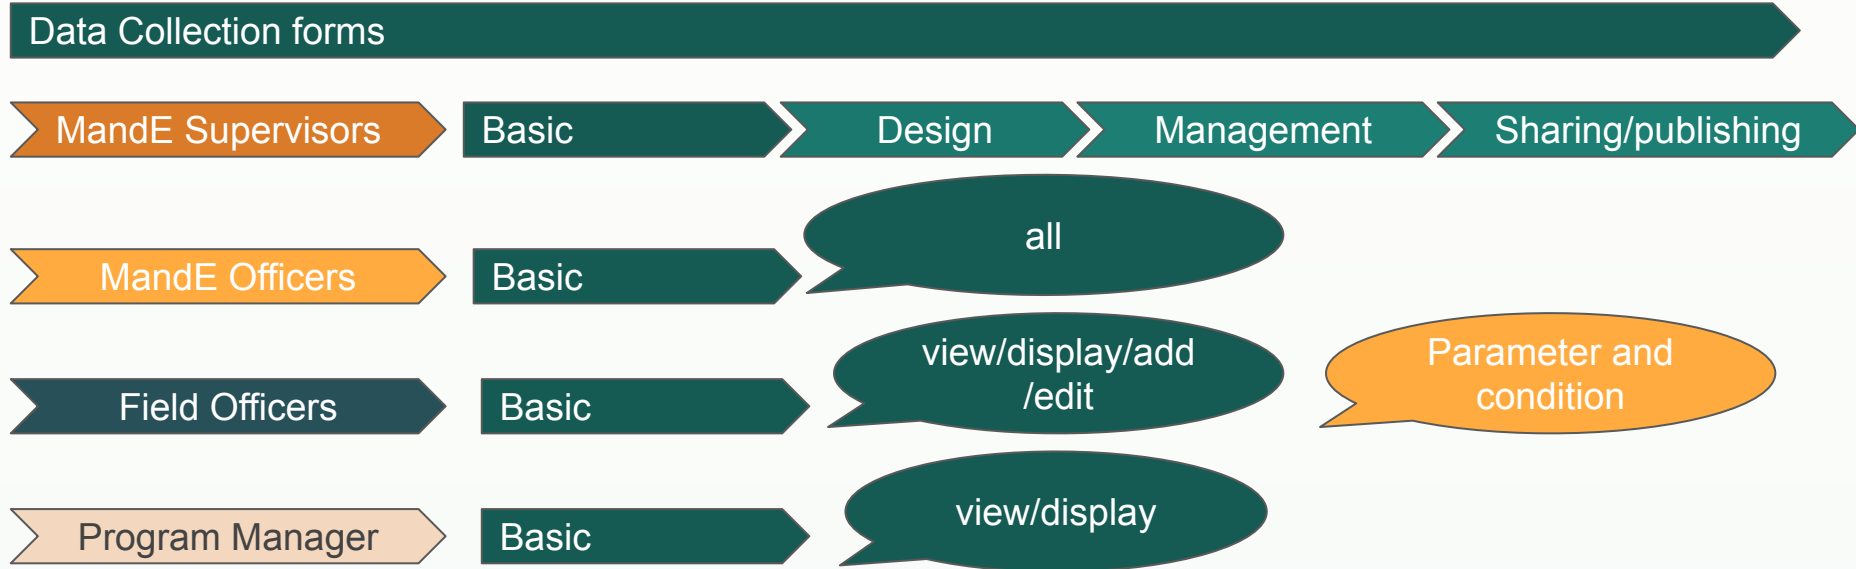 Data Collection forms
MandE Supervisors
Basic
Design
Management
Sharing/publishing
all
MandE Officers
Basic
view/display/add
/edit
Parameter and
condition
Field Officers
Basic
view/display
Program Manager
Basic